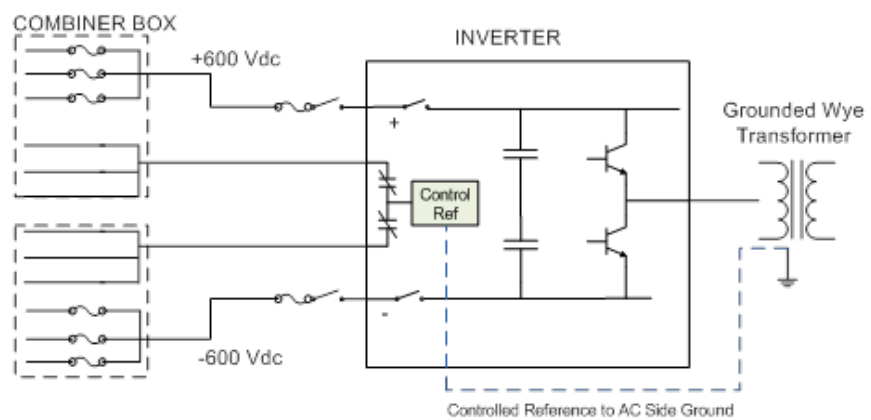 COMBINER BOX
INVERTER
+600 Vdc
Grounded Wye
Transformer
+
Control
Ref
-
-600 Vdc
Controlled Reference to AC Side Ground